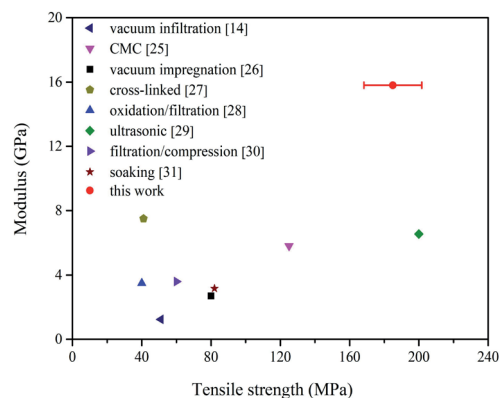 20
16
12
8
4
0
Modulus (GPa)
vacuum infiltration [14]
CMC [25]
vacuum impregnation [26]
cross-linked [27]
oxidation/filtration [28]
ultrasonic [29]
filtration/compression [30]
soaking [31]
this work
0 40 80 120 160 200 240
Tensile strength (MPa)